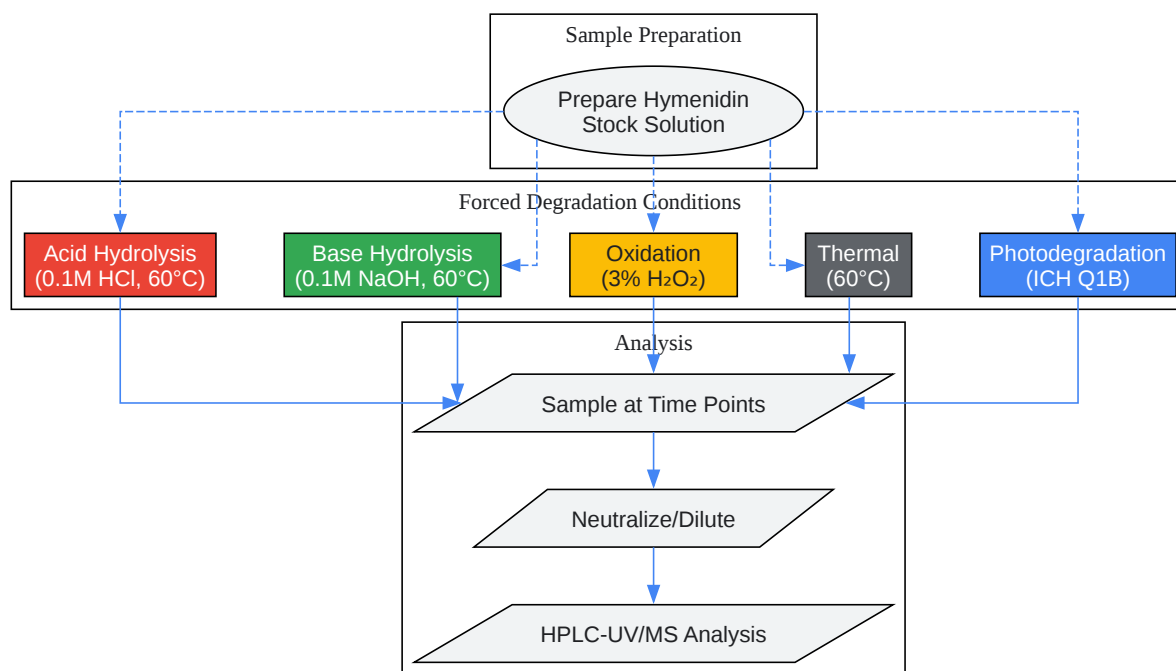 Sample Preparation
Prepare Hymenidin
Stock Solution
Forced Degradation Conditions
Acid Hydrolysis
(0.1M HCl, 60°C)
Base Hydrolysis
(0.1M NaOH, 60°C)
Oxidation
(3% H₂O₂)
Thermal
(60°C)
Photodegradation
(ICH Q1B)
Analysis
Sample at Time Points
Neutralize/Dilute
HPLC-UV/MS Analysis